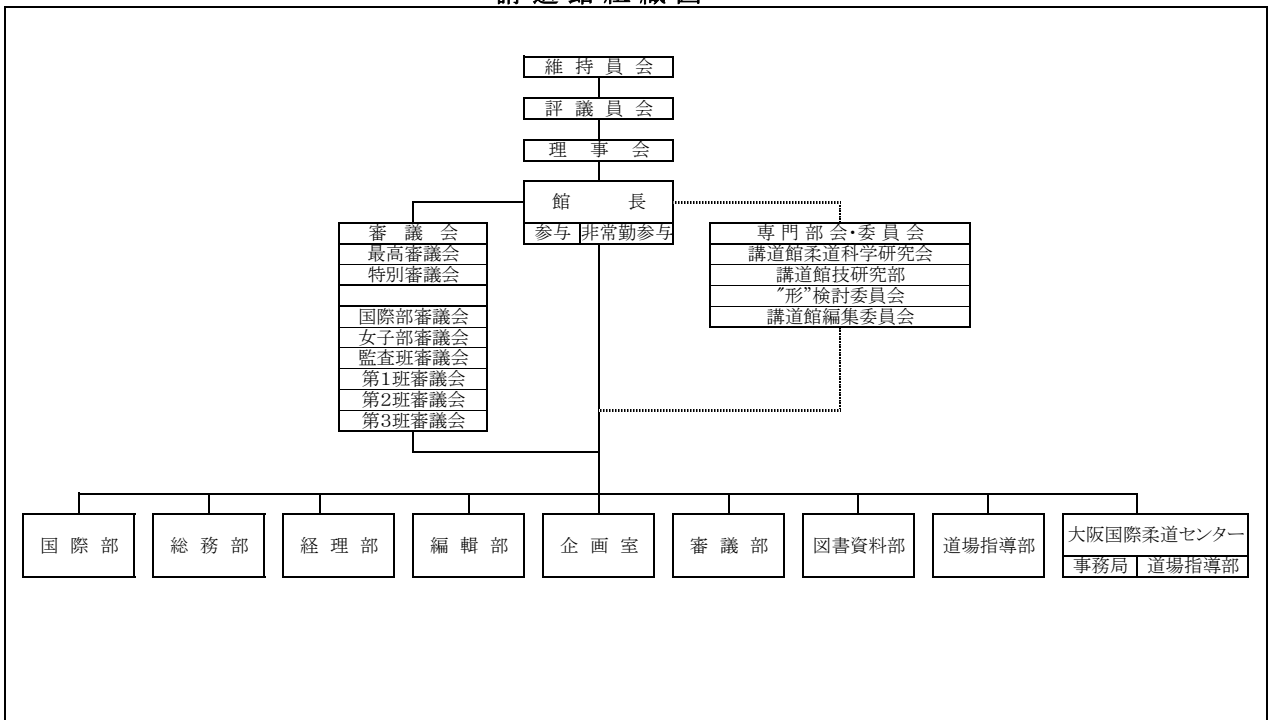 講道館組織図
維持員会
評議員会
理事会
館長
参与 非常勤参与
審議会
最高審議会
特別審議会
国際部審議会
女子部審議会
監査班審議会
第1班審議会
第2班審議会
第3班審議会
専門部会・委員会
講道館柔道科学研究会
講道館技研究部
"形"検討委員会
講道館編集委員会
国際部
総務部
経理部
編輯部
企画室
審議部
図書資料部
道場指導部
大阪国際柔道センター
事務局 道場指導部